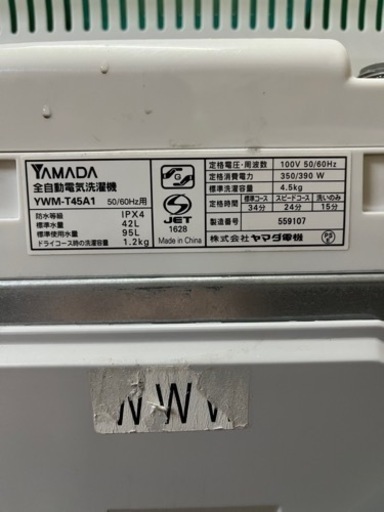 YAMADA
全自動電気洗濯機
YWM-T45A1 50/60Hz用
防水等級 IPX4
標準水量 42L
標準使用水量 95L
ドライコース時の洗濯容量 1.2kg
G
JET
1628
Made in China
定格電圧・周波数 100V 50/60Hz
定格消費電力 350/390 W
標準洗濯容量 4.5kg
定格時間 標準コース スピードコース 洗いのみ
34分 24分 15分
製造番号 559107
株式会社 ヤマダ電機